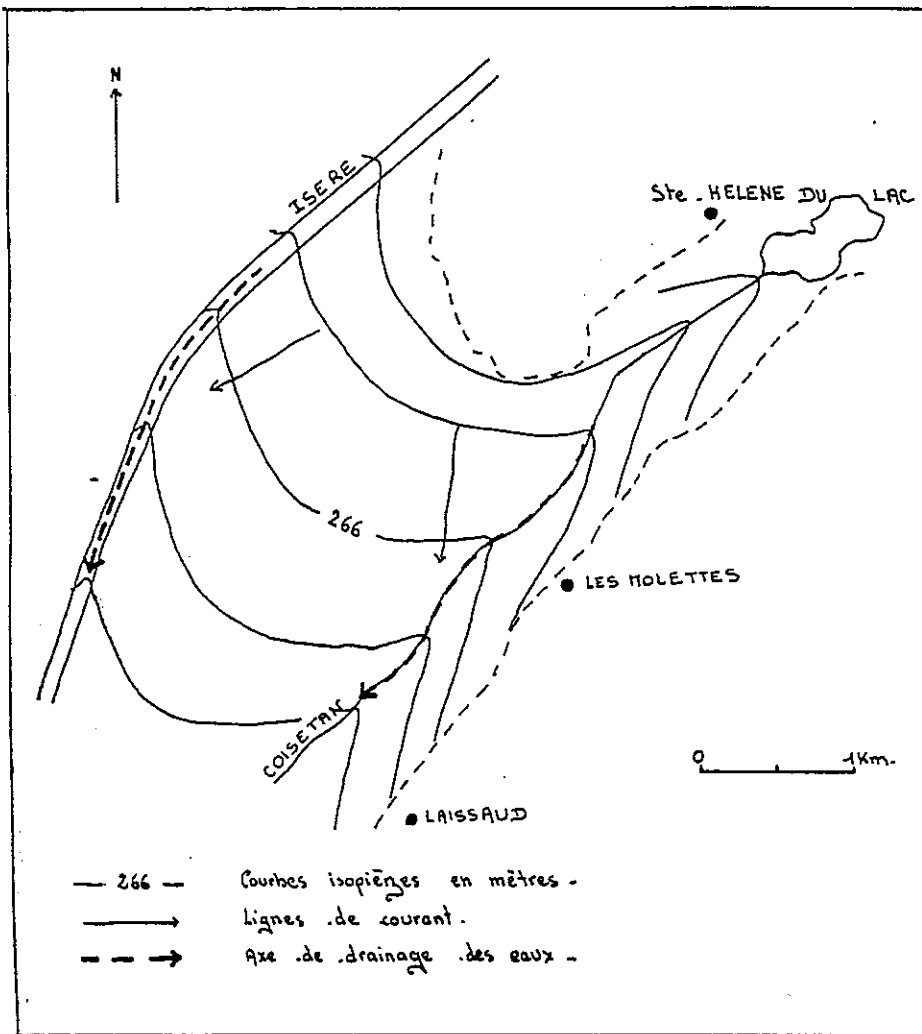 N
ISERE
Ste. HELENE DU LAC
266
LES MOLETTES
COISETAN
0 1Km.
LAISSAUD
— 266 — Courbes isopièzes en mètres.
Lignes de courant.
Axe de drainage des eaux.